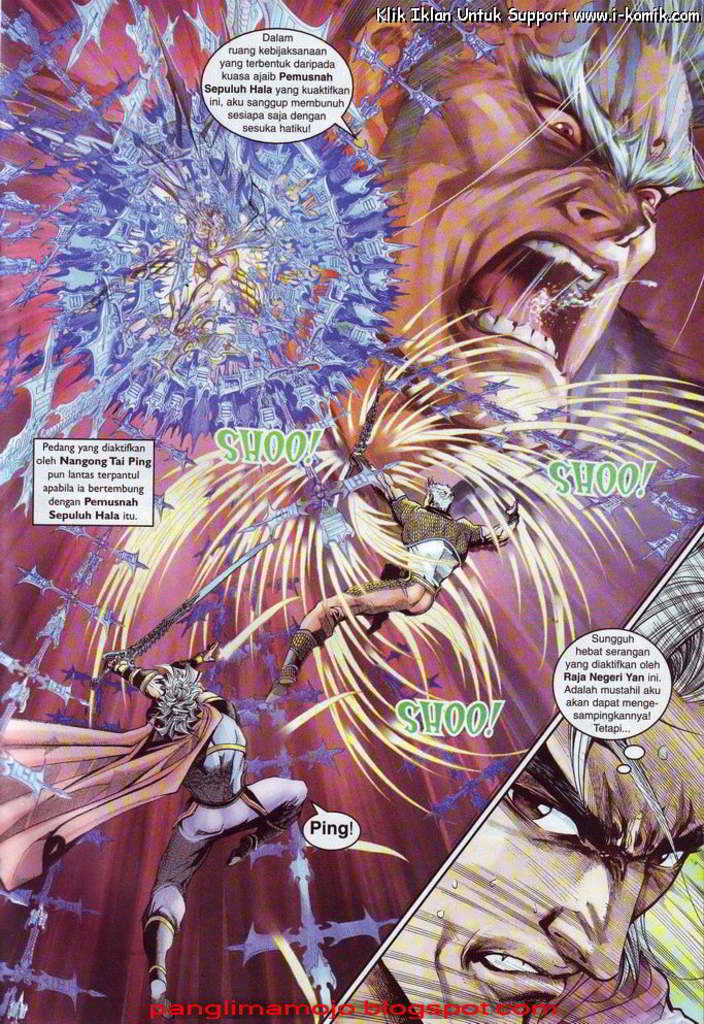 Klik Iklan Untuk Support www.i-komik.com
Dalam
ruang kebijaksanaan
yang terbentuk daripada
kuasa ajaib Pemusnah
Sepuluh Hala yang kuaktifkan
ini, aku sanggup membunuh
sesiapa saja dengan
sesuka hatiku!
Pedang yang diaktifkan
oleh Nangong Tai Ping
pun lantas terpantul
apabila ia bertembung
dengan Pemusnah
Sepuluh Hala itu.
SHOO!
SHOO!
SHOO!
Sungguh
hebat serangan
yang diaktifkan oleh
Raja Negeri Yan ini.
Adalah mustahil aku
akan dapat menge-
sampingkannya!
Tetapi...
Ping!
panglimamojo.blogspot.com